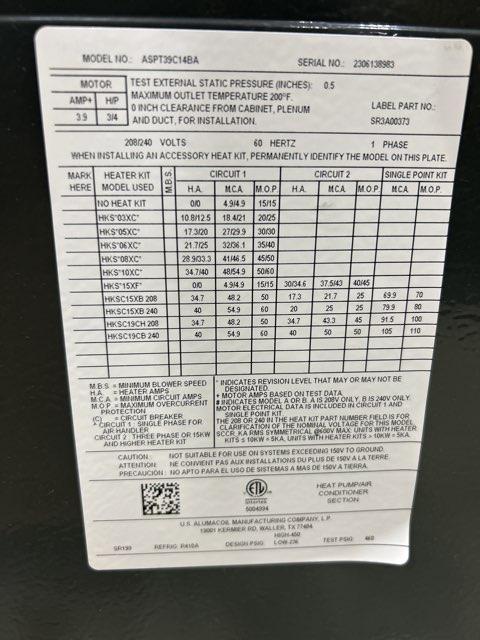 MODEL NO.: ASPT39C14BA SERIAL NO.: 2306138983
MOTOR
AMP+ H/P
3.9 3/4
TEST EXTERNAL STATIC PRESSURE (INCHES): 0.5
MAXIMUM OUTLET TEMPERATURE 200°F.
0 INCH CLEARANCE FROM CABINET, PLENUM
AND DUCT, FOR INSTALLATION.
LABEL PART NO.:
SR3A00373
208/240 VOLTS 60 HERTZ 1 PHASE
WHEN INSTALLING AN ACCESSORY HEAT KIT, PERMANENTLY IDENTIFY THE MODEL ON THIS PLATE.
MARK HERE HEATER KIT MODEL USED M.B.S. CIRCUIT 1 CIRCUIT 2 SINGLE POINT KIT
H.A. M.C.A. M.O.P. H.A. M.C.A. M.O.P. M.C.A. M.O.P.
NO HEAT KIT 0/0 4.9/4.9 15/15
HKS*03XC* 10.8/12.5 18.4/21 20/25
HKS*05XC* 17.3/20 27/29.9 30/30
HKS*06XC* 21.7/25 32/36.1 35/40
HKS*08XC* 28.9/33.3 41/46.5 45/50
HKS*10XC* 34.7/40 48/54.9 50/60
HKS*15XF* 0/0 4.9/4.9 15/15 30/34.6 37.5/43 40/45
HKSC15XB 208 34.7 48.2 50 17.3 21.7 25 69.9 70
HKSC15XB 240 40 54.9 60 20 25 25 79.9 80
HKSC19CH 208 34.7 48.2 50 34.7 43.3 45 91.5 100
HKSC19CB 240 40 54.9 60 40 50 50 105 110
M.B.S. = MINIMUM BLOWER SPEED
H.A. = HEATER AMPS
M.C.A. = MINIMUM CIRCUIT AMPS
M.O.P. = MAXIMUM OVERCURRENT
PROTECTION
(C) = CIRCUIT BREAKER
^ CIRCUIT 1 : SINGLE PHASE FOR
AIR HANDLER
CIRCUIT 2 : THREE PHASE OR 15KW
AND HIGHER HEATER KIT
* INDICATES REVISION LEVEL THAT MAY OR MAY NOT BE
DESIGNATED.
+ MOTOR AMPS BASED ON TEST DATA.
# INDICATES MODEL A OR B. A IS 208V ONLY, B IS 240V ONLY.
MOTOR ELECTRICAL DATA IS INCLUDED IN CIRCUIT 1 AND
SINGLE POINT KIT.
THE 208 OR 240 IN THE KIT PART NUMBER FIELD IS FOR
CLARIFICATION OF THE NOMINAL VOLTAGE FOR THIS MODEL
SCCR. KA RMS SYMMETRICAL @600V MAX. UNITS WITH HEATER
KITS ≤ 10KW = 5KA, UNITS WITH HEATER KITS > 10KW = 5KA.
CAUTION : NOT SUITABLE FOR USE ON SYSTEMS EXCEEDING 150V TO GROUND.
ATTENTION : NE CONVIENT PAS AUX INSTALLATIONS DU PLUS DE 150 V A LA TERRE.
PRECAUCIÓN : NO APTO PARA EL USO DE SISTEMAS A MAS DE 150V A TIERRA.
ETL
5004994
HEAT PUMP/AIR
CONDITIONER
SECTION
U.S. ALUMACOIL MANUFACTURING COMPANY, L.P.
19001 KERMIER RD, WALLER, TX 77484
SR139 REFRIG. R410A DESIGN PSIG: HIGH-450 LOW-236 TEST PSIG: 460